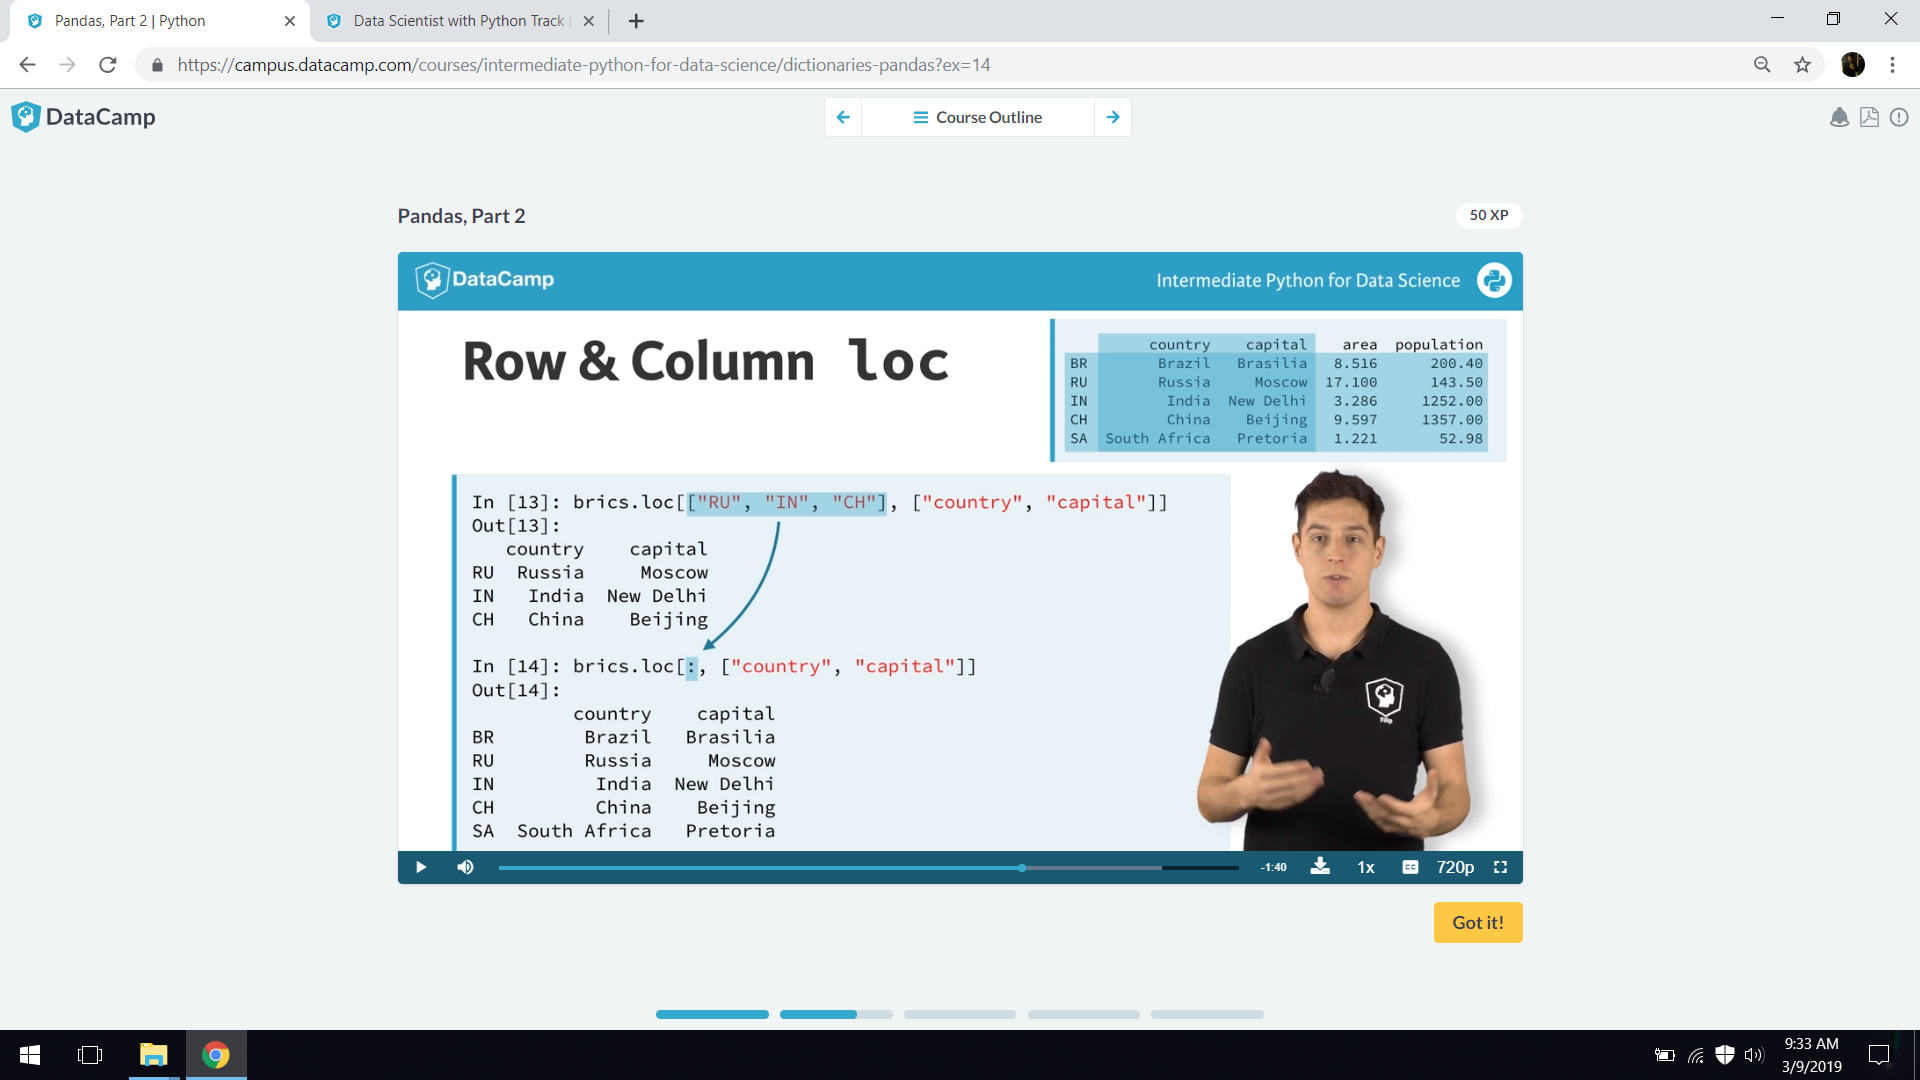 Pandas, Part 2 | Python
Data Scientist with Python Track
https://campus.datacamp.com/courses/intermediate-python-for-data-science/dictionaries-pandas?ex=14
DataCamp
Course Outline
Pandas, Part 2
50 XP
DataCamp
Intermediate Python for Data Science
Row & Column loc
country capital area population
BR Brazil Brasilia 8.516 200.40
RU Russia Moscow 17.100 143.50
IN India New Delhi 3.286 1252.00
CH China Beijing 9.597 1357.00
SA South Africa Pretoria 1.221 52.98
In [13]: brics.loc[["RU", "IN", "CH"], ["country", "capital"]]
Out[13]:
country capital
RU Russia Moscow
IN India New Delhi
CH China Beijing
In [14]: brics.loc[:, ["country", "capital"]]
Out[14]:
country capital
BR Brazil Brasilia
RU Russia Moscow
IN India New Delhi
CH China Beijing
SA South Africa Pretoria
Filip
-1:40
1x
CC
720p
Got it!
9:33 AM
3/9/2019